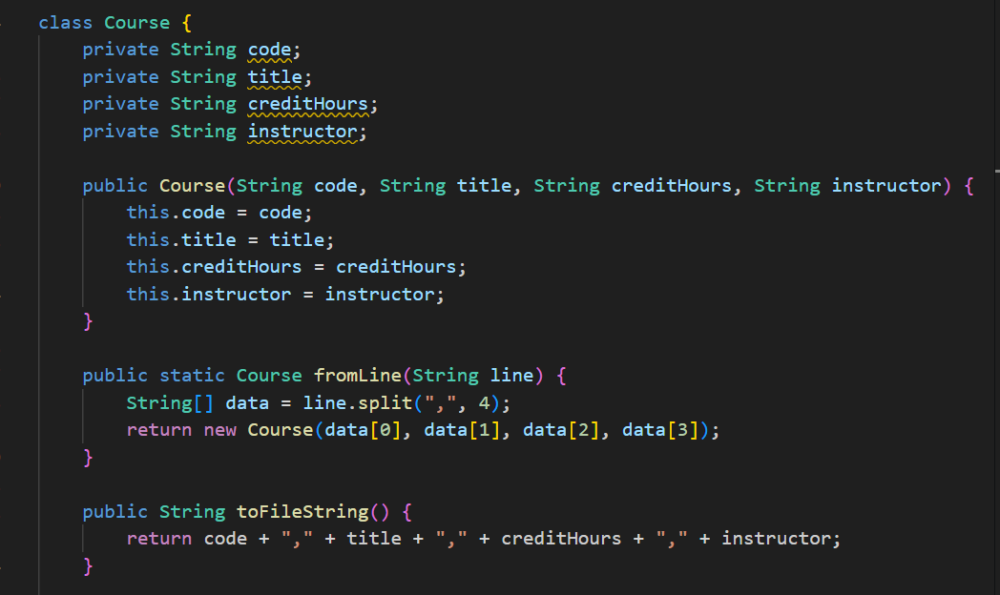 class Course {
    private String code;
    private String title;
    private String creditHours;
    private String instructor;

    public Course(String code, String title, String creditHours, String instructor) {
        this.code = code;
        this.title = title;
        this.creditHours = creditHours;
        this.instructor = instructor;
    }

    public static Course fromLine(String line) {
        String[] data = line.split(",", 4);
        return new Course(data[0], data[1], data[2], data[3]);
    }

    public String toFileString() {
        return code + "," + title + "," + creditHours + "," + instructor;
    }